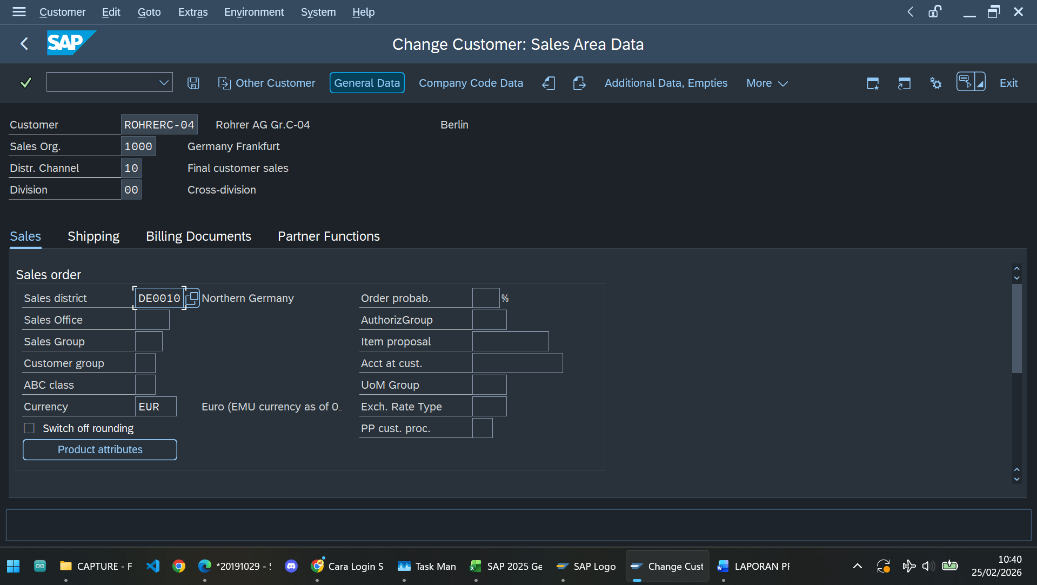 Customer Edit Goto Extras Environment System Help
SAP Change Customer: Sales Area Data
Other Customer General Data Company Code Data Additional Data, Empties More Exit
Customer ROHRERC-04 Rohrer AG Gr.C-04 Berlin
Sales Org. 1000 Germany Frankfurt
Distr. Channel 10 Final customer sales
Division 00 Cross-division
Sales Shipping Billing Documents Partner Functions
Sales order
Sales district DE0010 Northern Germany Order probab. %
Sales Office AuthorizGroup
Sales Group Item proposal
Customer group Acct at cust.
ABC class UoM Group
Currency EUR Euro (EMU currency as of 0. Exch. Rate Type
Switch off rounding PP cust. proc.
Product attributes
CAPTURE - F *20191029 - Cara Login S Task Man SAP 2025 Ge SAP Logo Change Cust LAPORAN PR
10:40
25/02/2026